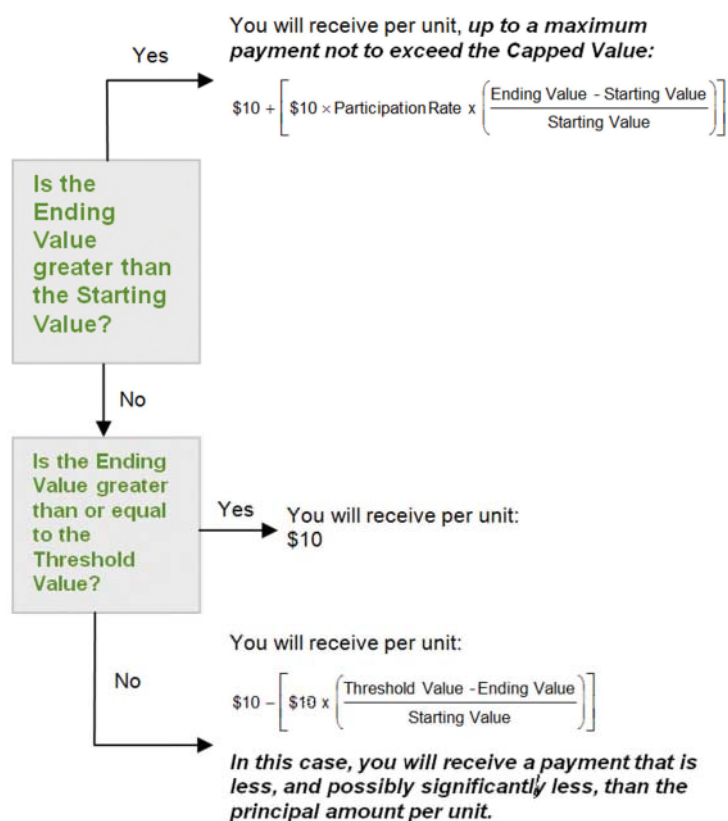 You will receive per unit, up to a maximum
Yes
payment not to exceed the Capped Value:
$10 + [ $10 × Participation Rate x ( Ending Value - Starting Value / Starting Value ) ]
Is the
Ending
Value
greater than
the Starting
Value?
No
Is the Ending
Value greater
than or equal
to the
Threshold
Value?
Yes
You will receive per unit:
$10
You will receive per unit:
No
$10 − [ $10 x ( Threshold Value - Ending Value / Starting Value ) ]
In this case, you will receive a payment that is
less, and possibly significantly less, than the
principal amount per unit.